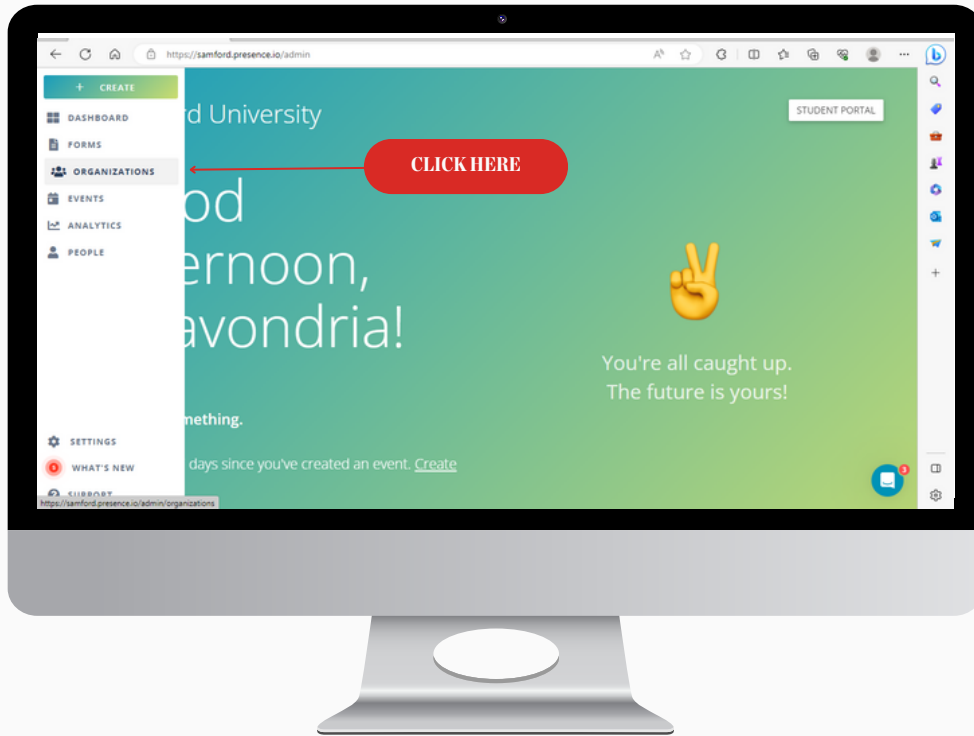 https://samford.presence.io/admin
+ CREATE
DASHBOARD
FORMS
ORGANIZATIONS
EVENTS
ANALYTICS
PEOPLE
SETTINGS
WHAT'S NEW
SUPPORT
https://samford.presence.io/admin/organizations
rd University
STUDENT PORTAL
CLICK HERE
od
ernoon,
avondria!
mething.
days since you've created an event. Create
You're all caught up.
The future is yours!
3